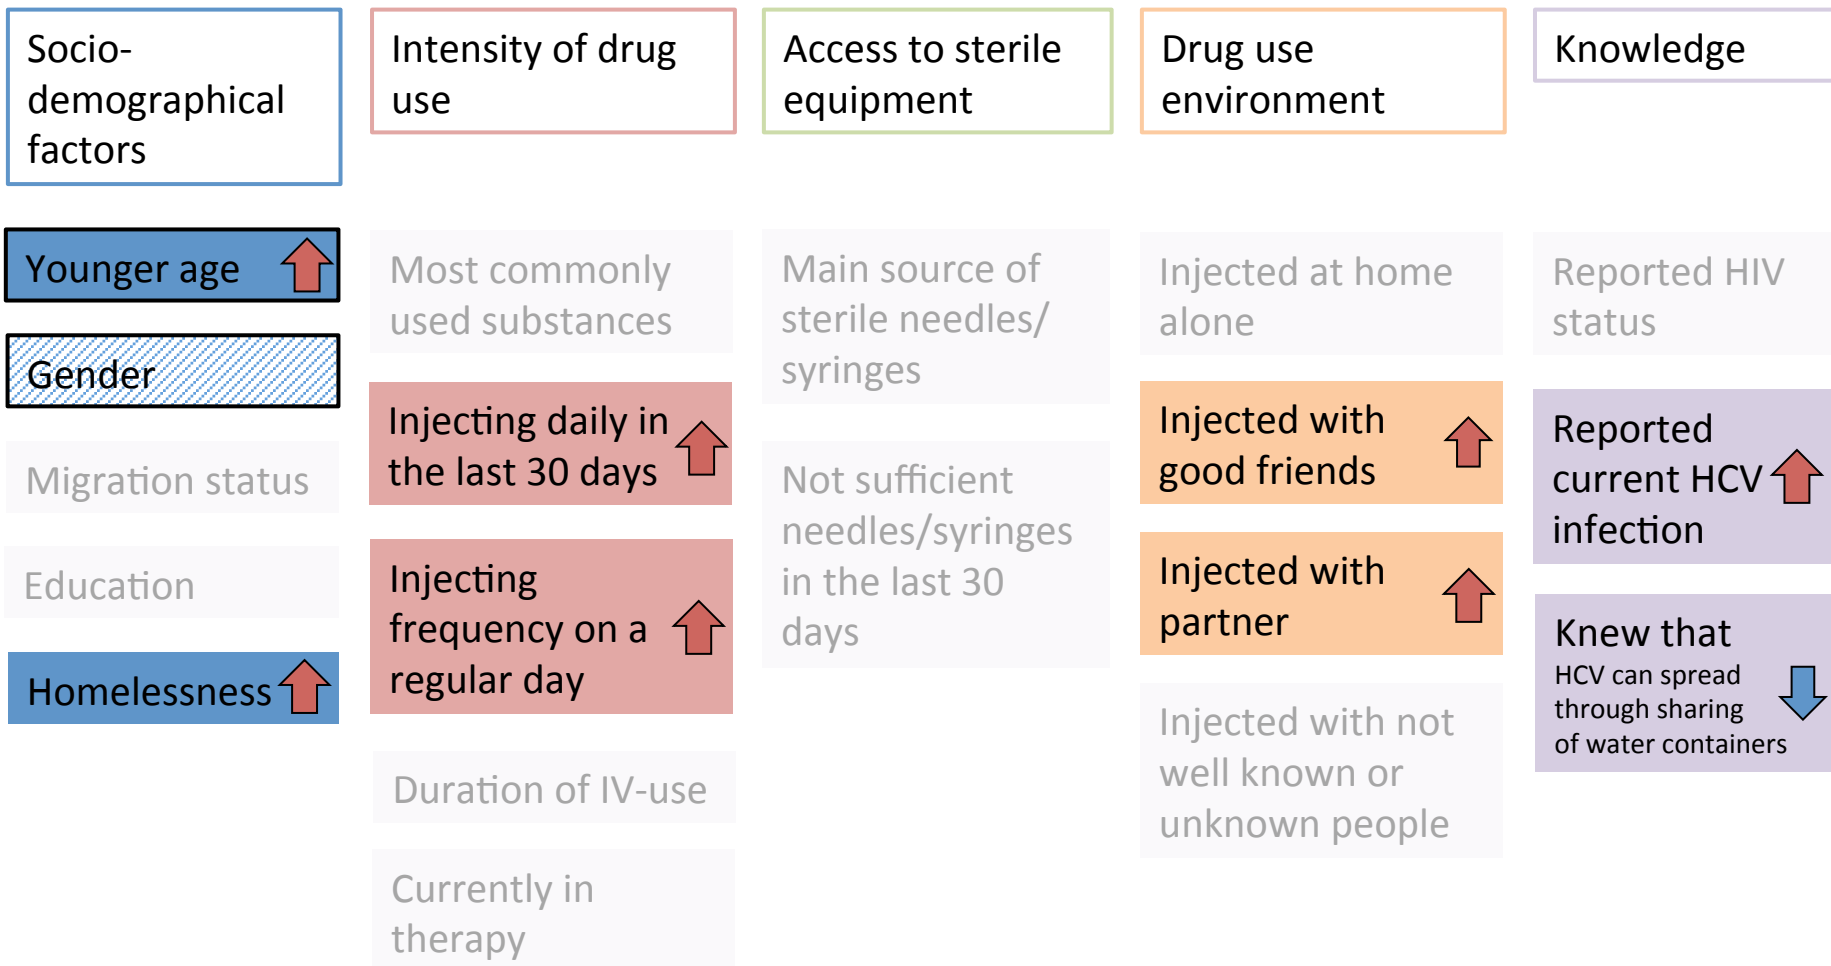 Socio-
demographical
factors
Younger age
Gender
Migration status
Education
Homelessness
Intensity of drug
use
Most commonly
used substances
Injecting daily in
the last 30 days
Injecting
frequency on a
regular day
Duration of IV-use
Currently in
therapy
Access to sterile
equipment
Main source of
sterile needles/
syringes
Not sufficient
needles/syringes
in the last 30
days
Drug use
environment
Injected at home
alone
Injected with
good friends
Injected with
partner
Injected with not
well known or
unknown people
Knowledge
Reported HIV
status
Reported
current HCV
infection
Knew that
HCV can spread
through sharing
of water containers